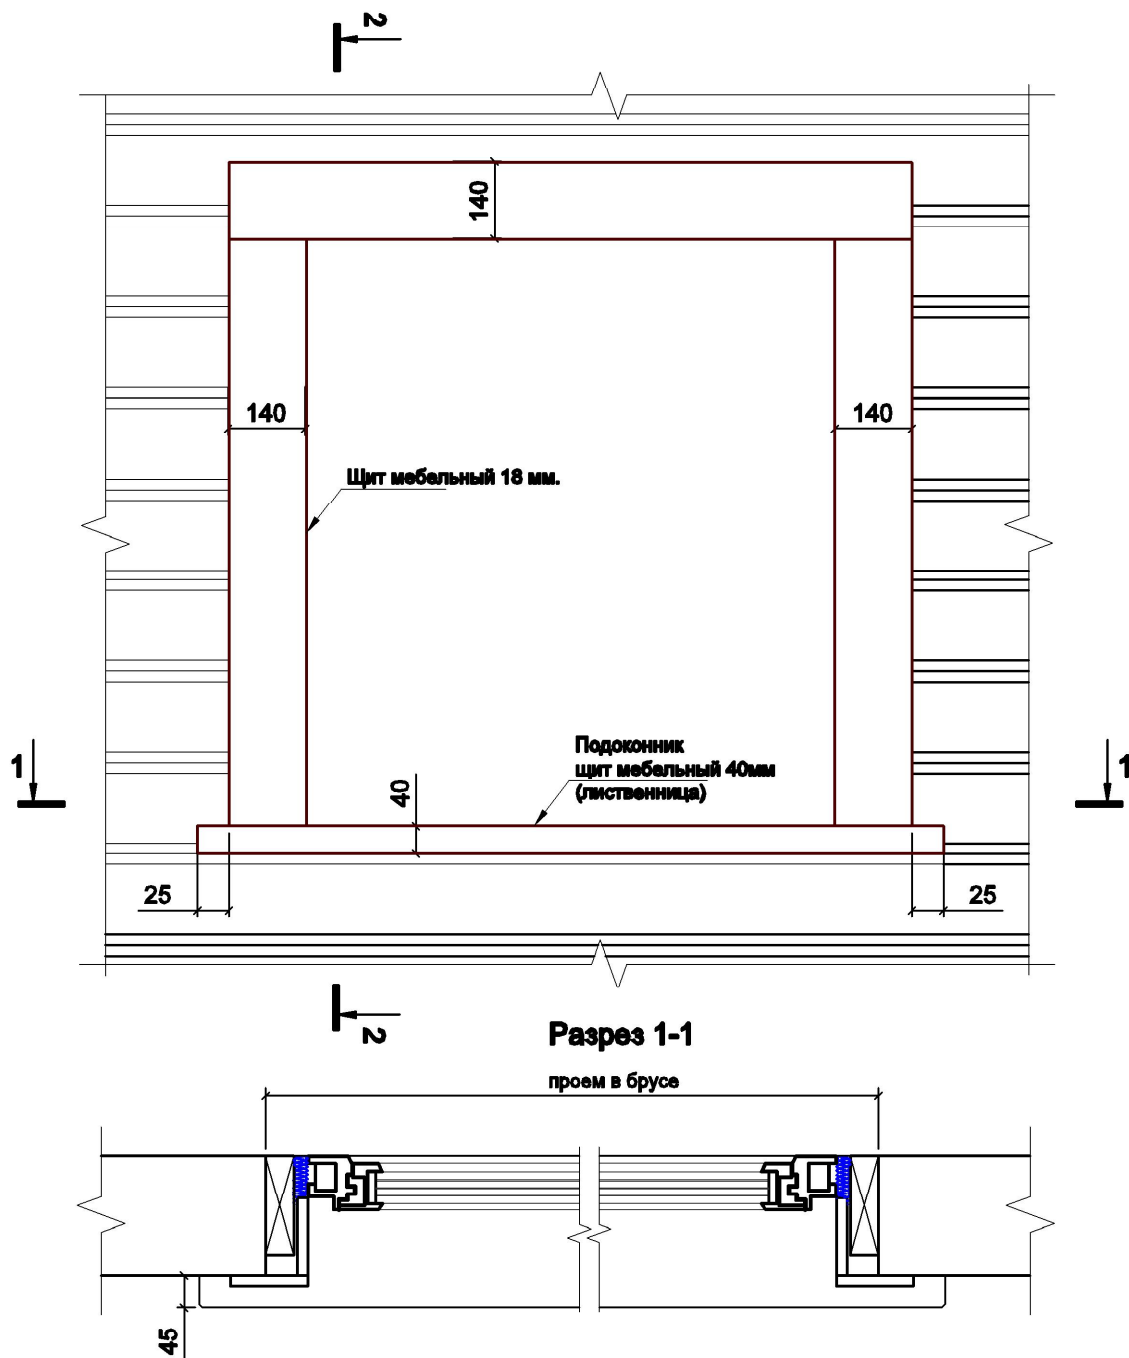 2
140
140
140
Щит мебельный 18 мм.
1
1
Подоконник
щит мебельный 40мм
(лиственница)
40
25
25
2
Разрез 1-1
проем в брусе
45